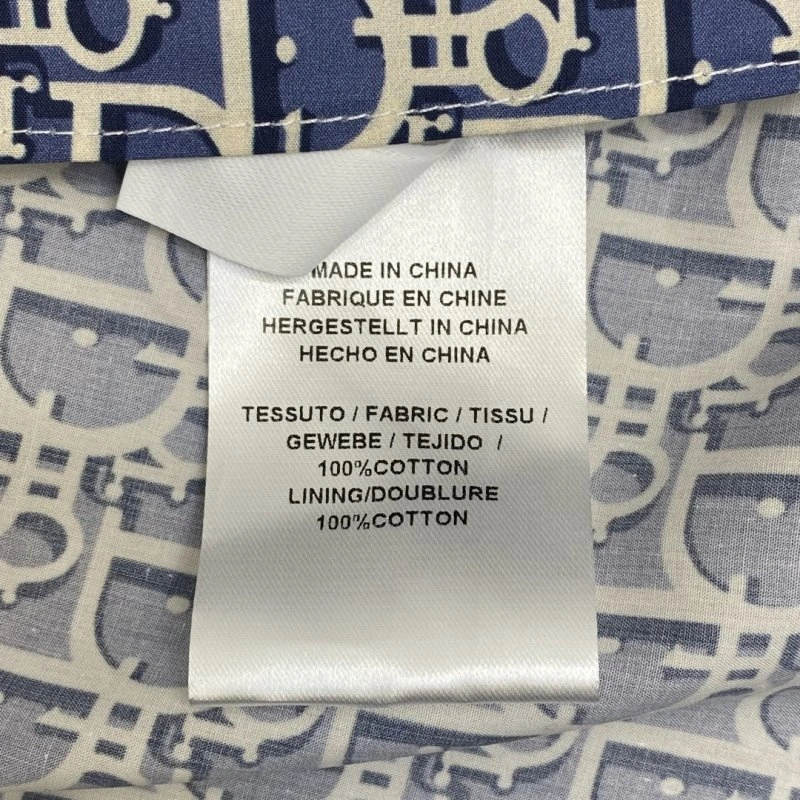 MADE IN CHINA
FABRIQUE EN CHINE
HERGESTELLT IN CHINA
HECHO EN CHINA
TESSUTO / FABRIC / TISSU /
GEWEBE / TEJIDO /
100%COTTON
LINING/DOUBLURE
100%COTTON